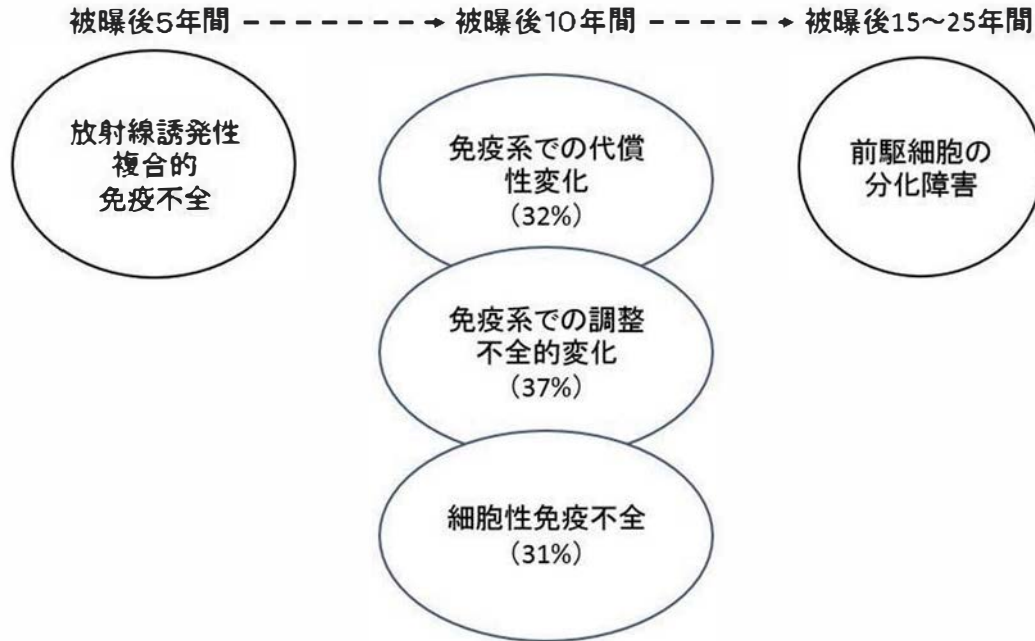 被曝後5年間 被曝後10年間 被曝後15～25年間
放射線誘発性
複合的
免疫不全
免疫系での代償
性変化
(32%)
免疫系での調整
不全的変化
(37%)
細胞性免疫不全
(31%)
前駆細胞の
分化障害